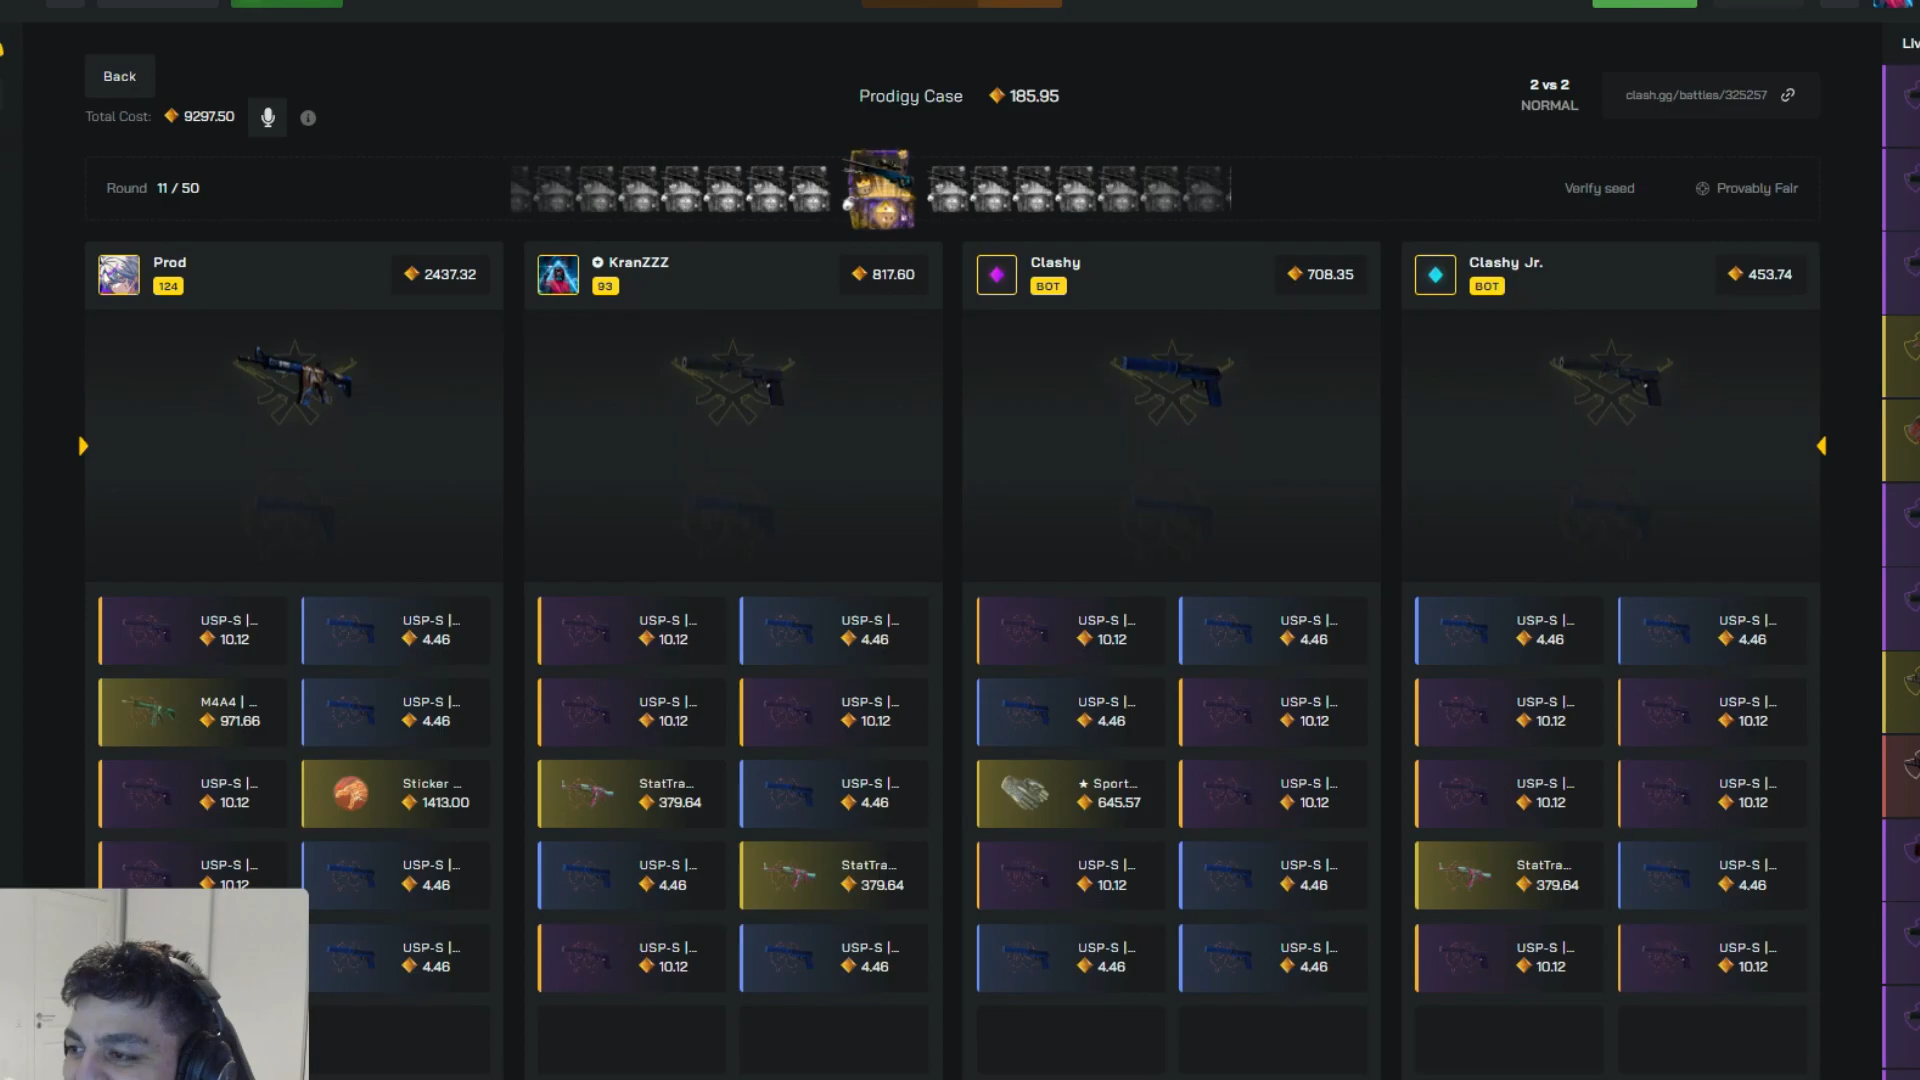 Back
Total Cost: 9297.50
Prodigy Case 185.95
2 vs 2
NORMAL
clash.gg/battles/325257
Round 11 / 50
Verify seed
Provably Fair
Prod
124
2437.32
KranZZZ
93
817.60
Clashy
BOT
708.35
Clashy Jr.
BOT
453.74
USP-S |... USP-S |... USP-S |... USP-S |... USP-S |... USP-S |... USP-S |... USP-S |...
10.12 4.46 10.12 4.46 10.12 4.46 4.46 4.46
M4A4 | ... USP-S |... USP-S |... USP-S |... USP-S |... USP-S |... USP-S |... USP-S |...
971.66 4.46 10.12 10.12 4.46 10.12 10.12 10.12
USP-S |... Sticker ... StatTra... USP-S |... ★ Sport... USP-S |... USP-S |... USP-S |...
10.12 1413.00 379.64 4.46 645.57 10.12 10.12 10.12
USP-S |... USP-S |... USP-S |... StatTra... USP-S |... USP-S |... StatTra... USP-S |...
10.12 4.46 4.46 379.64 10.12 4.46 379.64 4.46
USP-S |... USP-S |... USP-S |... USP-S |... USP-S |... USP-S |... USP-S |...
4.46 10.12 4.46 4.46 4.46 10.12 10.12